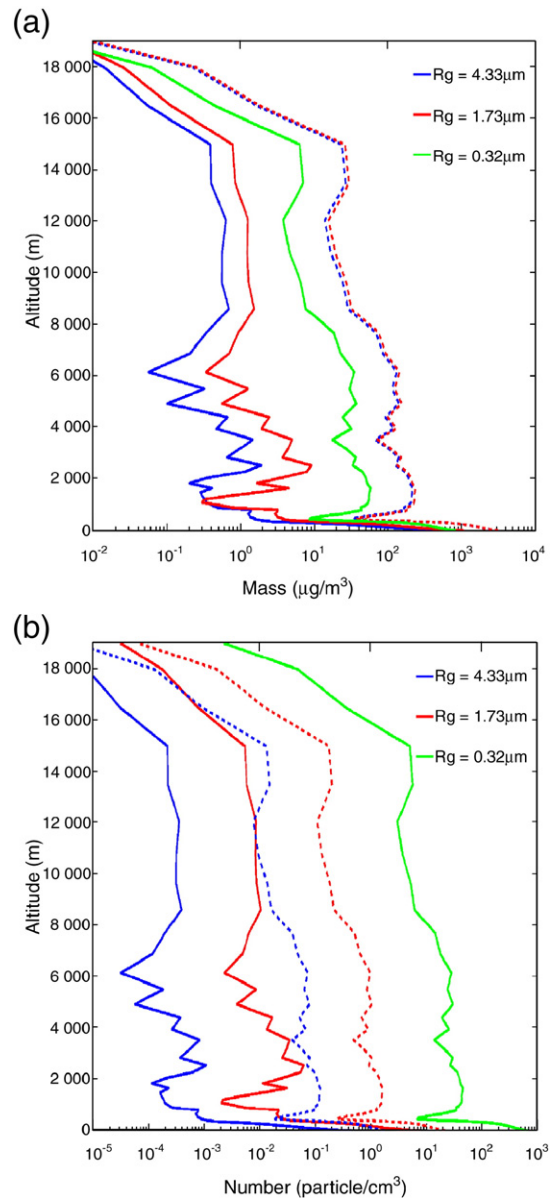 (a)
18 000
16 000
14 000
12 000
10 000
8 000
6 000
4 000
2 000
0
Altitude (m)
Rg = 4.33μm
Rg = 1.73μm
Rg = 0.32μm
10⁻² 10⁻¹ 10⁰ 10¹ 10² 10³ 10⁴
Mass (μg/m³)
(b)
18 000
16 000
14 000
12 000
10 000
8 000
6 000
4 000
2 000
0
Altitude (m)
Rg = 4.33μm
Rg = 1.73μm
Rg = 0.32μm
10⁻⁵ 10⁻⁴ 10⁻³ 10⁻² 10⁻¹ 10⁰ 10¹ 10² 10³
Number (particle/cm³)